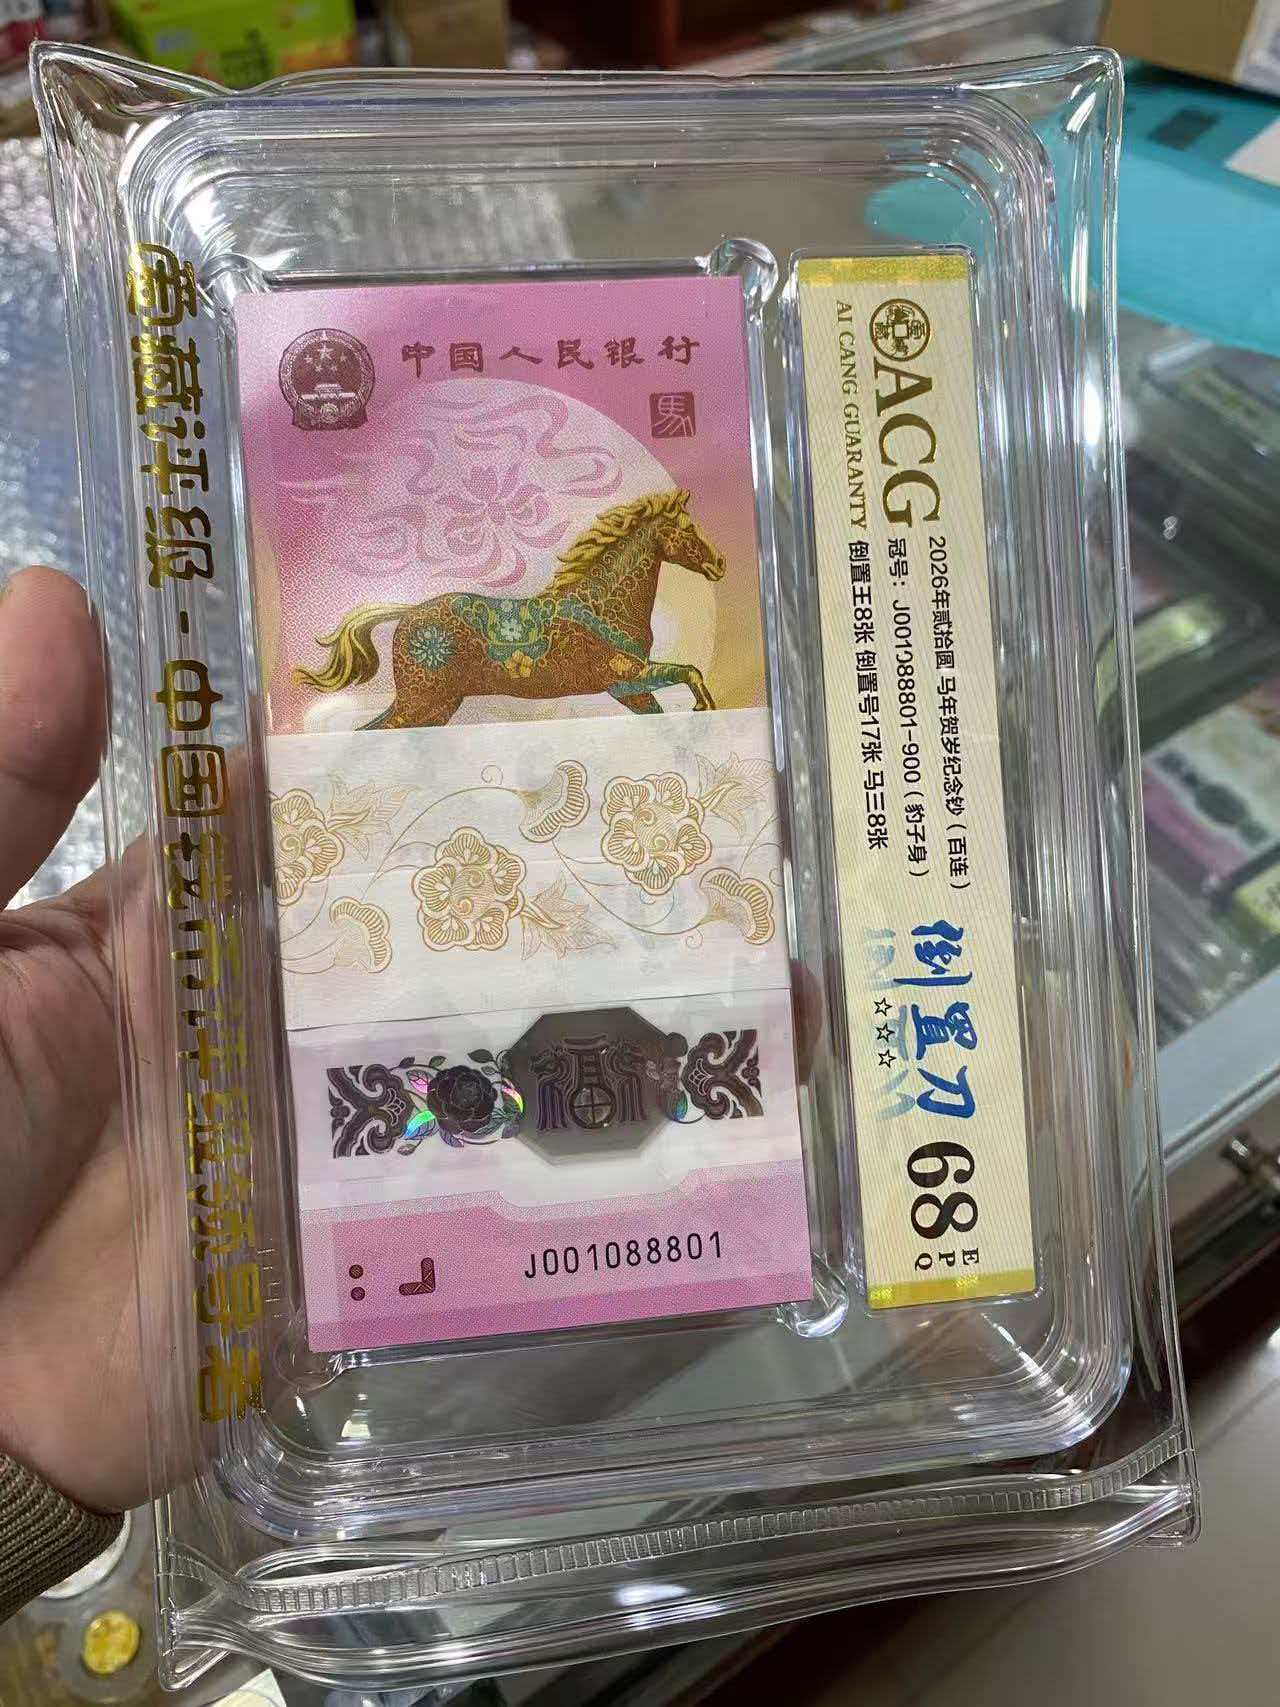 中国人民银行
馬
J001088801
ACG
AI CANG GUARANTY
2026年贰拾圆 马年贺岁纪念钞（百连）
冠号：J001088801-900（豹子身）
倒置王8张 倒置号17张 马三8张
倒置刀
☆☆☆
68
E
P
Q
爱藏评级-中国钱币评级领导者